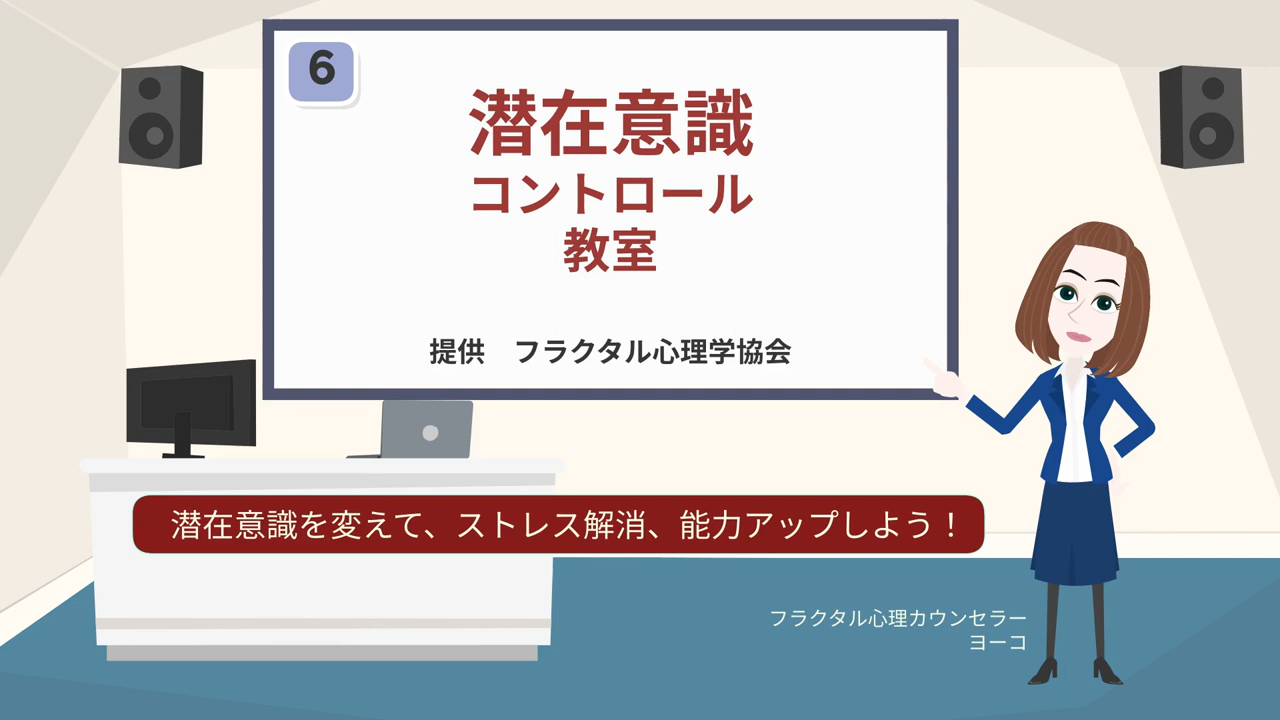 6
潜在意識
コントロール
教室
提供　フラクタル心理学協会
潜在意識を変えて、ストレス解消、能力アップしよう！
フラクタル心理カウンセラー
ヨーコ